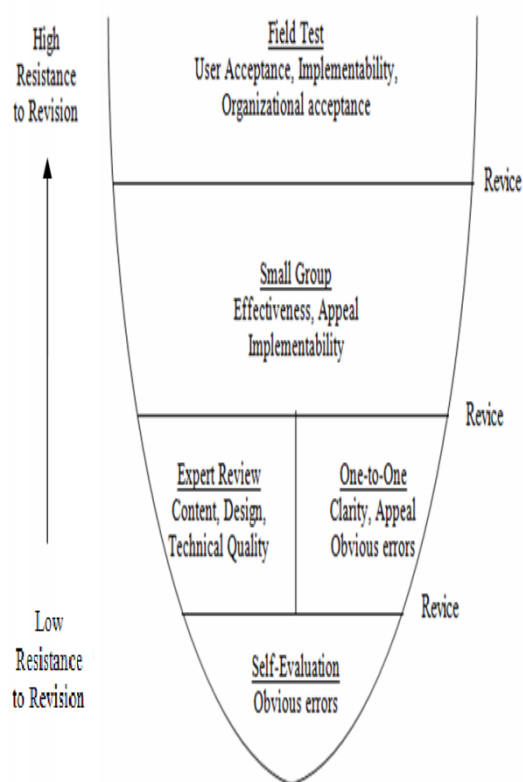 High
Resistance
to Revision
Field Test
User Acceptance, Implementability,
Organizational acceptance
Revice
Small Group
Effectiveness, Appeal
Implementability
Revice
Expert Review
Content, Design,
Technical Quality
One-to-One
Clarity, Appeal
Obvious errors
Revice
Low
Resistance
to Revision
Self-Evaluation
Obvious errors